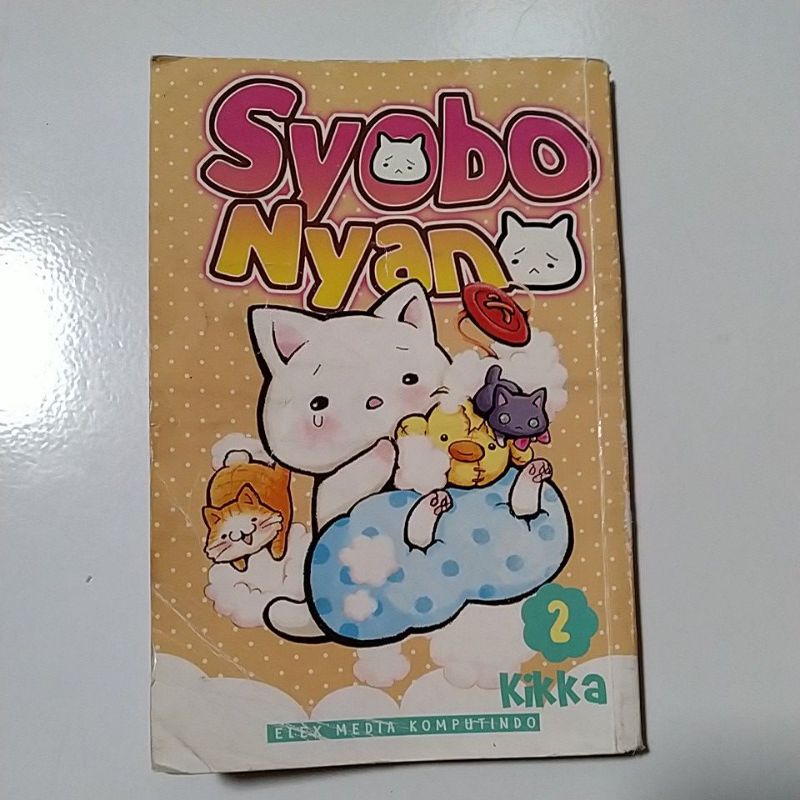 Syobo
Nyan
2
Kikka
ELEX MEDIA KOMPUTINDO